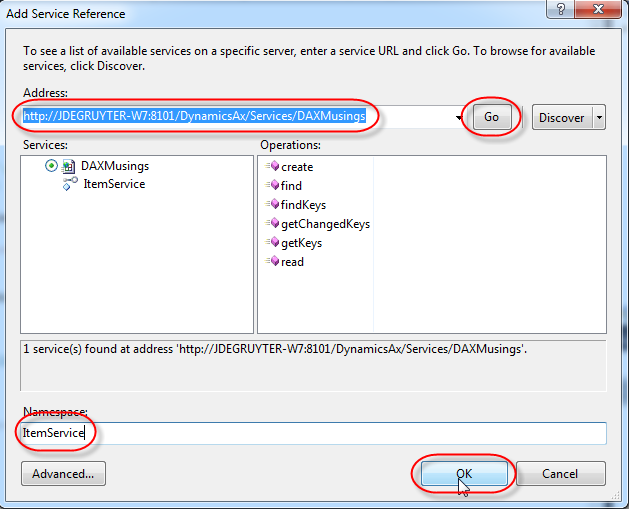 Add Service Reference
To see a list of available services on a specific server, enter a service URL and click Go. To browse for available
services, click Discover.
Address:
http://JDEGRUYTER-W7:8101/DynamicsAx/Services/DAXMusings
Go
Discover
Services:
Operations:
DAXMusings
ItemService
create
find
findKeys
getChangedKeys
getKeys
read
1 service(s) found at address 'http://JDEGRUYTER-W7:8101/DynamicsAx/Services/DAXMusings'.
Namespace:
ItemService
Advanced...
OK
Cancel